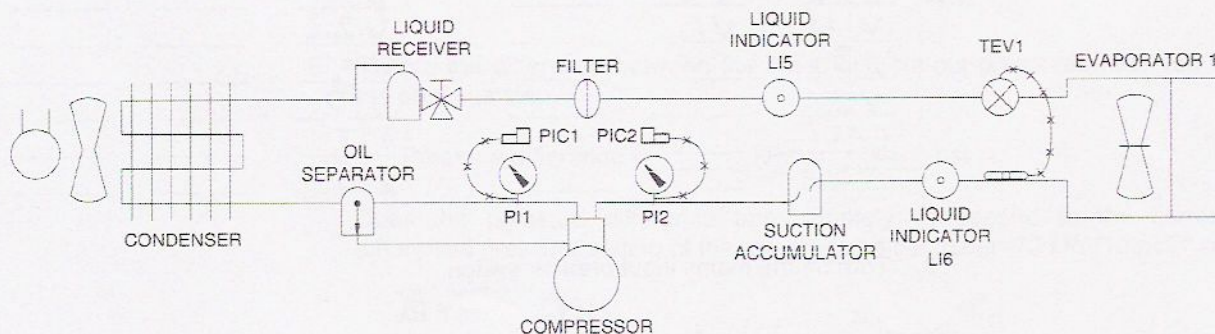 LIQUID
RECEIVER
FILTER
LIQUID
INDICATOR
LI5
TEV1
EVAPORATOR 1
PIC1
PIC2
OIL
SEPARATOR
PI1
PI2
CONDENSER
SUCTION
ACCUMULATOR
LIQUID
INDICATOR
LI6
COMPRESSOR